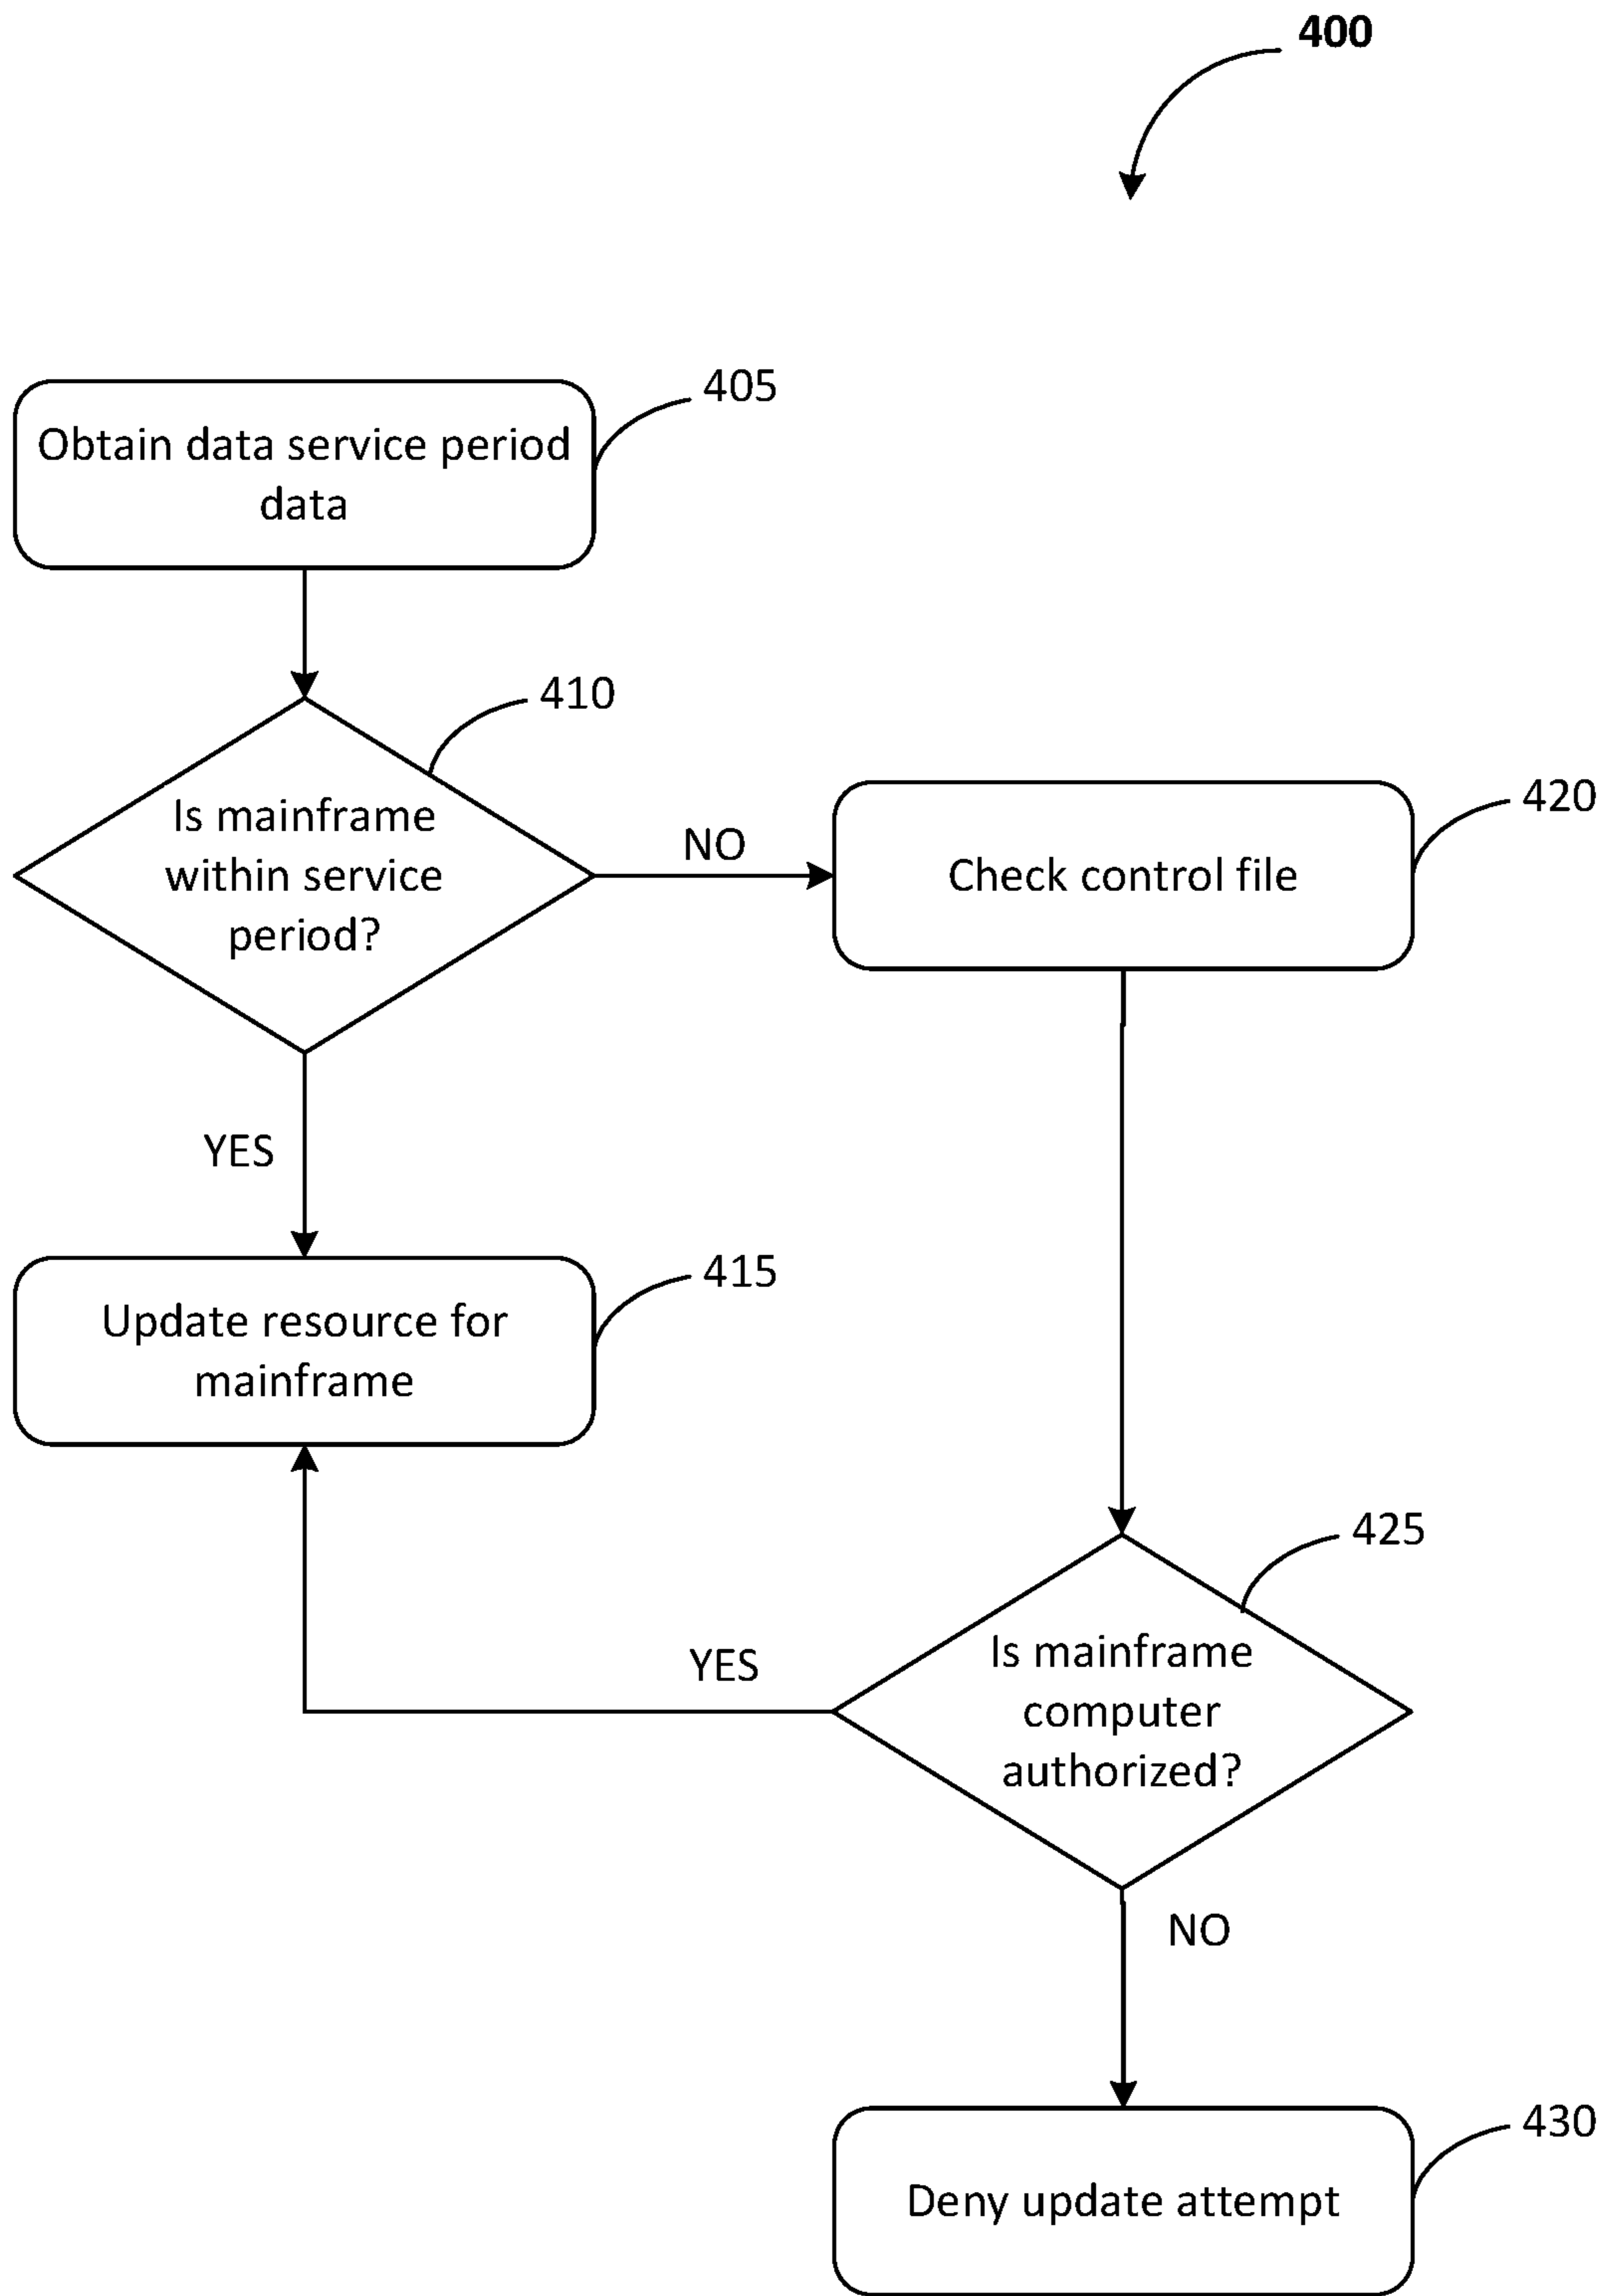 400
405
Obtain data service period
data
410
Is mainframe
within service
period?
NO
420
Check control file
YES
415
Update resource for
mainframe
425
Is mainframe
computer
authorized?
YES
NO
430
Deny update attempt